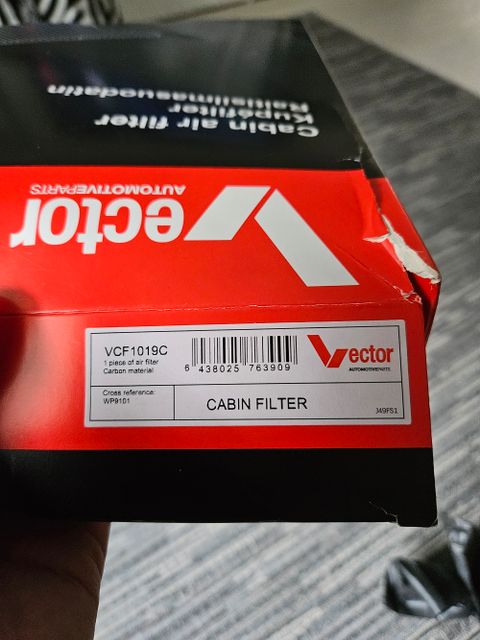 Cabin air filter
Kupéfilter
Raitisilmasuodatin
Vector
AUTOMOTIVEPARTS
VCF1019C
1 piece of air filter
Carbon material
6 438025 763909
Vector
AUTOMOTIVEPARTS
Cross reference:
WP9101
CABIN FILTER
J49FS1